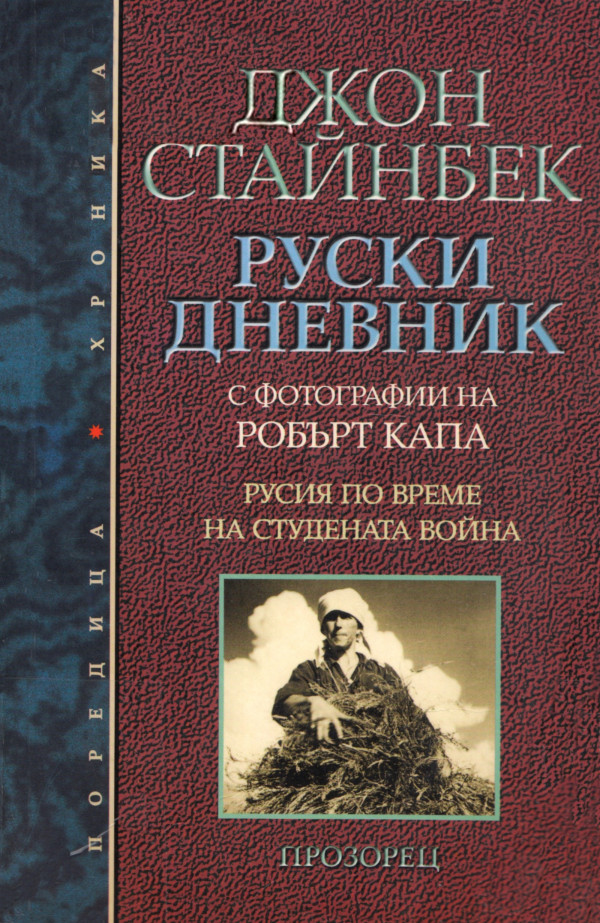 ДЖОН
СТАЙНБЕК
РУСКИ
ДНЕВНИК
С ФОТОГРАФИИ НА
РОБЪРТ КАПА
РУСИЯ ПО ВРЕМЕ
НА СТУДЕНАТА ВОЙНА
ПРОЗОРЕЦ
ПОРЕДИЦА * ХРОНИКА